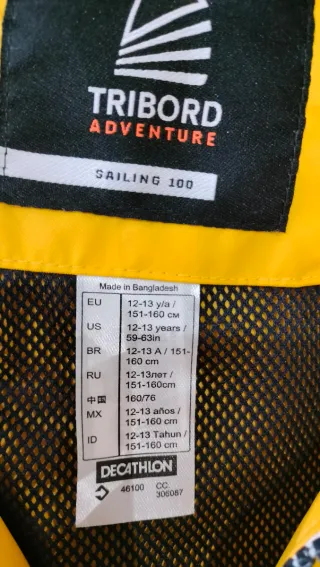 TRIBORD
ADVENTURE
SAILING 100
Made in Bangladesh
EU 12-13 y/a /
151-160 см
US 12-13 years /
59-63in
BR 12-13 A / 151-
160 cm
RU 12-13лет /
151-160cm
中国 160/76
MX 12-13 años /
151-160 cm
ID 12-13 Tahun /
151-160 cm
DECATHLON
46100 CC.
306087